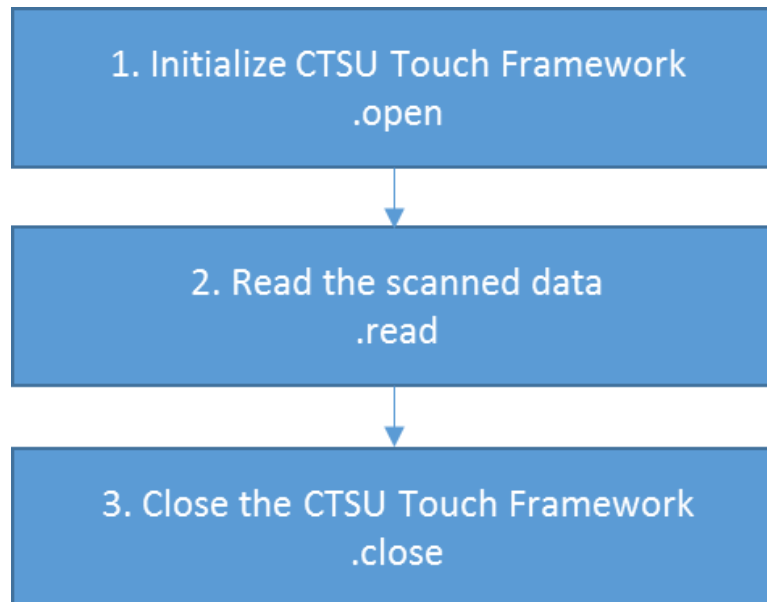 1. Initialize CTSU Touch Framework
.open
2. Read the scanned data
.read
3. Close the CTSU Touch Framework
.close